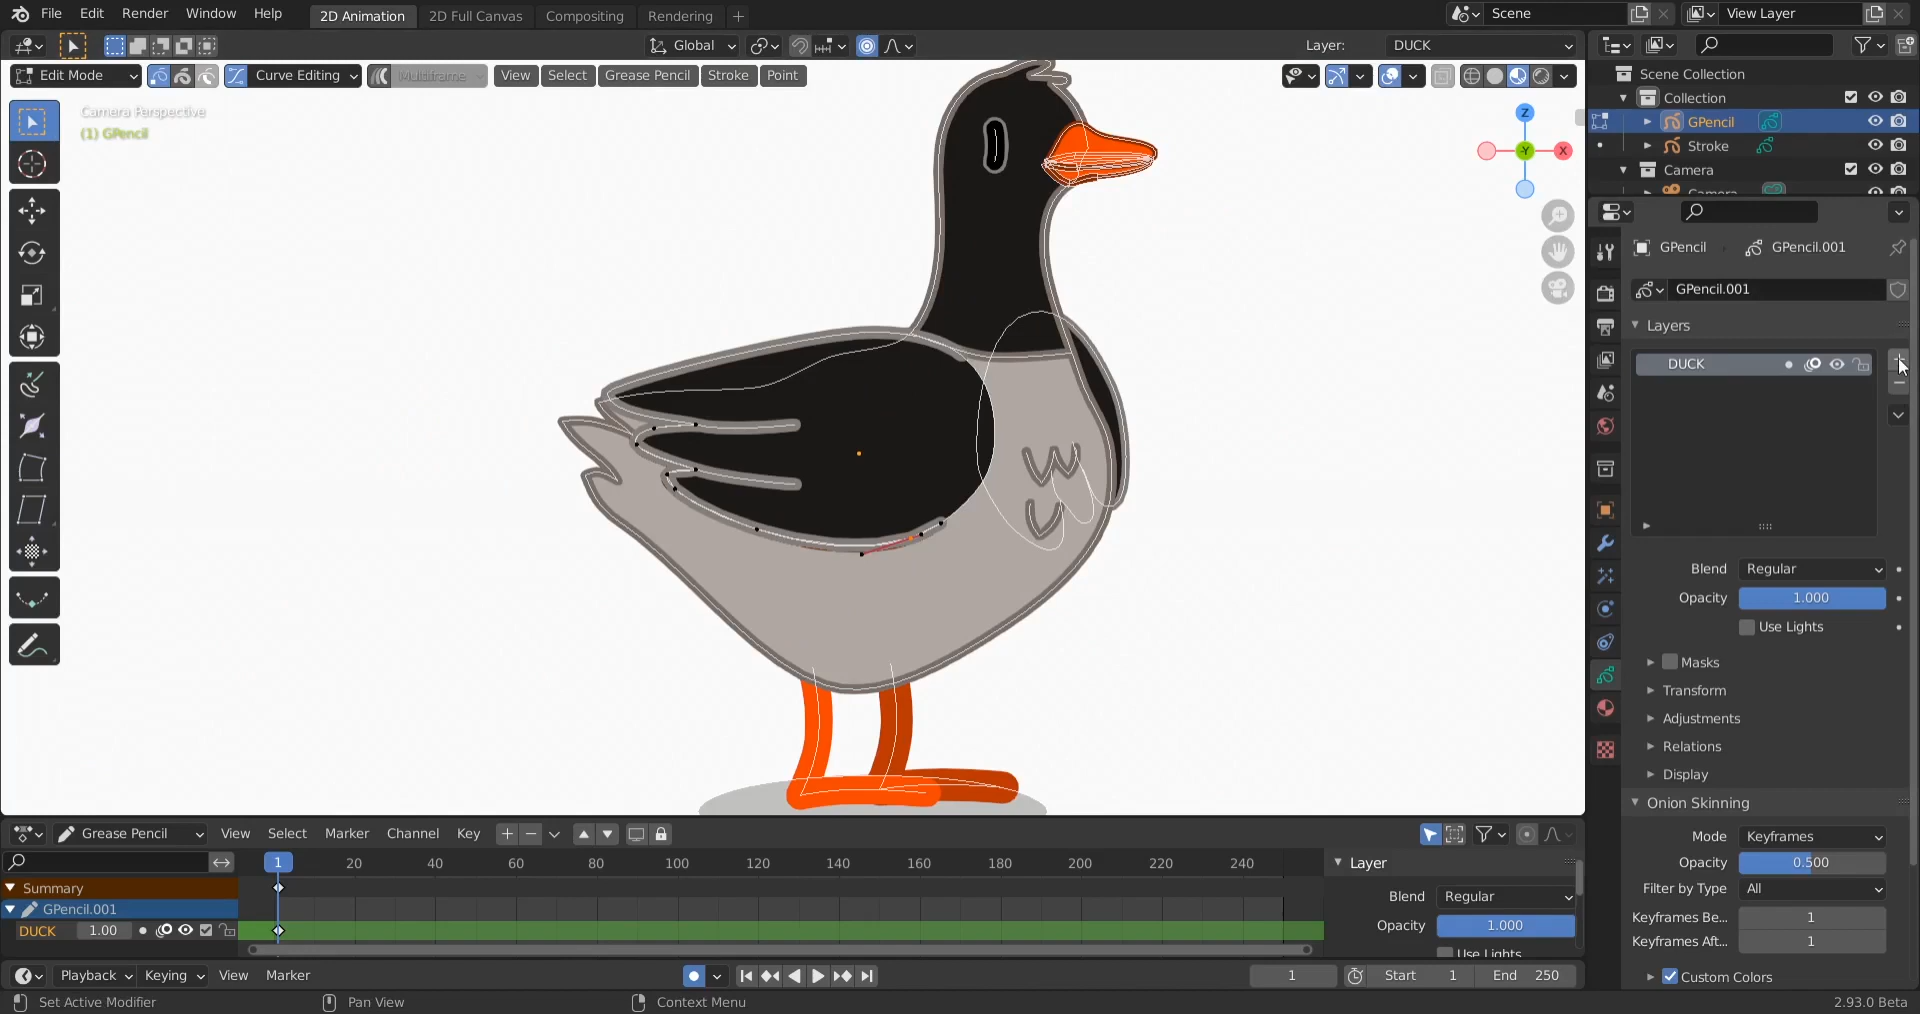 File Edit Render Window Help 2D Animation 2D Full Canvas Compositing Rendering + Scene View Layer
Global Layer: DUCK
Edit Mode Curve Editing Multiframe View Select Grease Pencil Stroke Point
Scene Collection
Collection
GPencil
Stroke
Camera
Camera
Camera Perspective
(1) GPencil
Z
-Y X
GPencil GPencil.001
GPencil.001
Layers
DUCK
Blend Regular
Opacity 1.000
Use Lights
Masks
Transform
Adjustments
Relations
Display
Onion Skinning
Mode Keyframes
Opacity 0.500
Filter by Type All
Keyframes Be... 1
Keyframes Aft... 1
Custom Colors
Grease Pencil View Select Marker Channel Key
1 20 40 60 80 100 120 140 160 180 200 220 240
Summary
GPencil.001
DUCK 1.00
Layer
Blend Regular
Opacity 1.000
Use Lights
Playback Keying View Marker 1 Start 1 End 250
Set Active Modifier Pan View Context Menu 2.93.0 Beta